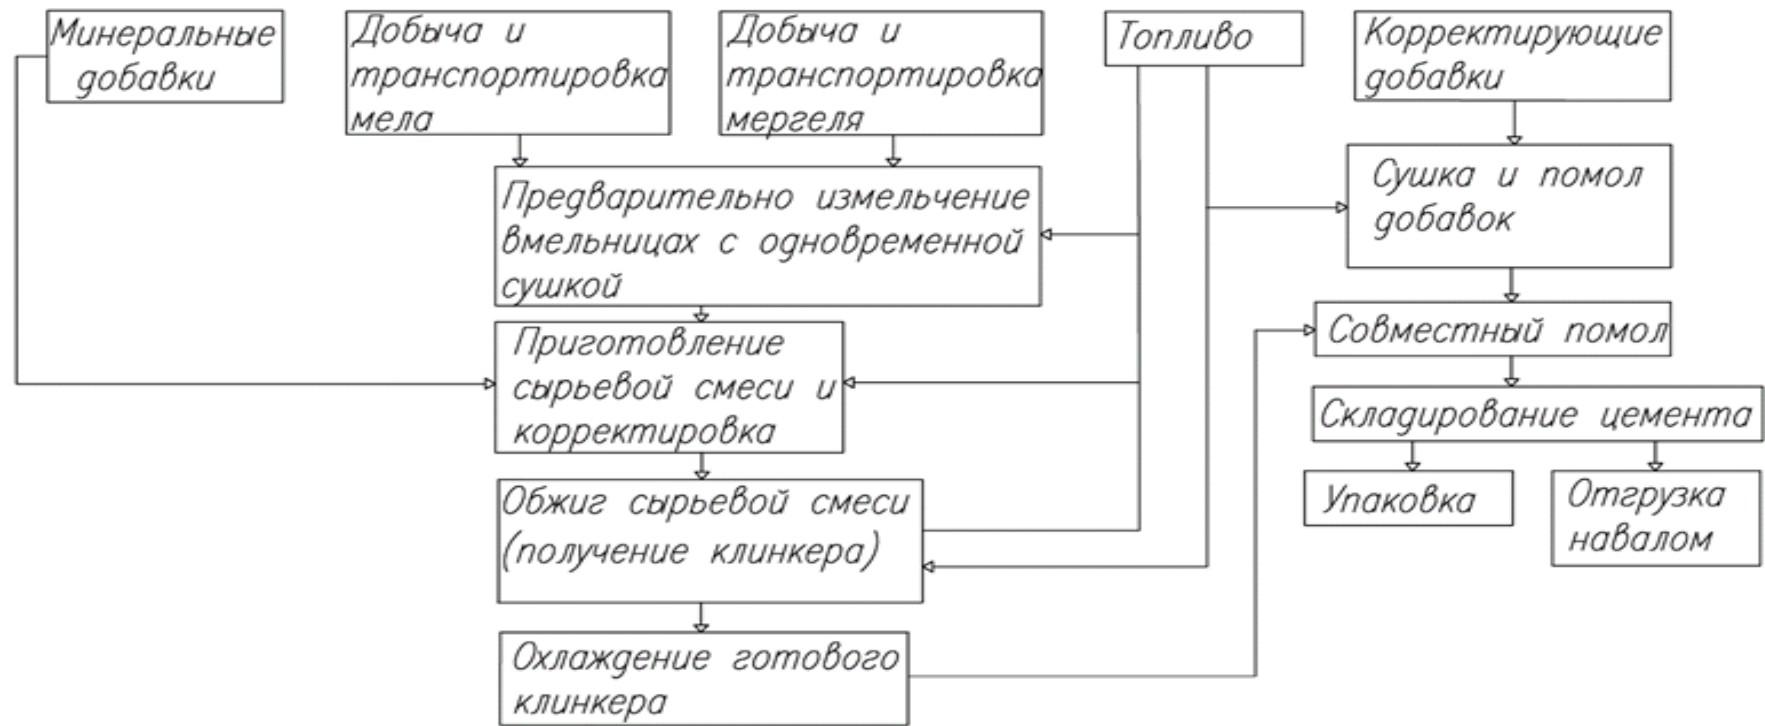 Минеральные
добавки
Добыча и
транспортировка
мела
Добыча и
транспортировка
мергеля
Топливо
Корректирующие
добавки
Предварительно измельчение
вмельницах с одновременной
сушкой
Сушка и помол
добавок
Приготовление
сырьевой смеси и
корректировка
Совместный помол
Складирование цемента
Обжиг сырьевой смеси
(получение клинкера)
Упаковка
Отгрузка
навалом
Охлаждение готового
клинкера